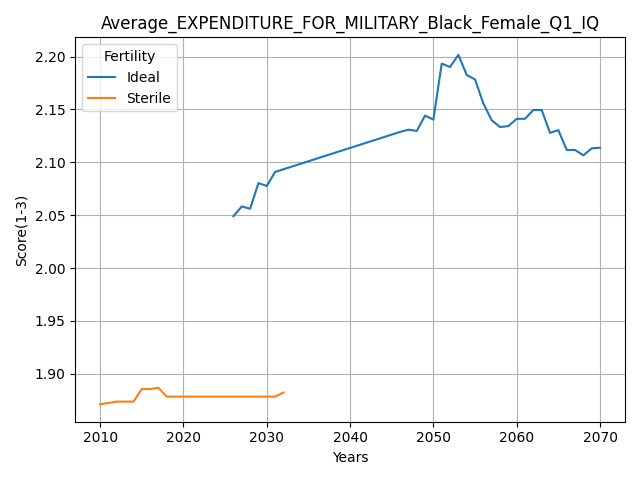 Average_EXPENDITURE_FOR_MILITARY_Black_Female_Q1_IQ
Fertility
Ideal
Sterile
Score(1-3)
2.20
2.15
2.10
2.05
2.00
1.95
1.90
2010 2020 2030 2040 2050 2060 2070
Years